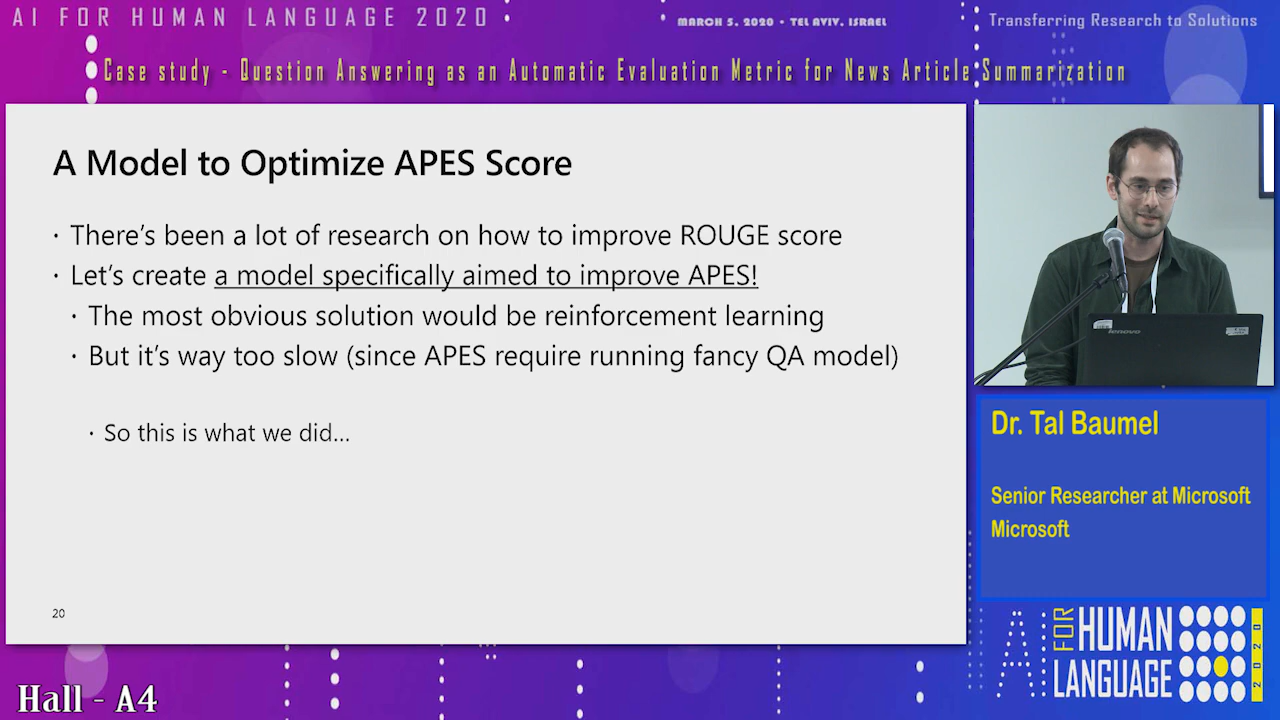 AI FOR HUMAN LANGUAGE 2020
MARCH 5, 2020 • TEL AVIV, ISRAEL
Transferring Research to Solutions
Case study - Question Answering as an Automatic Evaluation Metric for News Article Summarization
A Model to Optimize APES Score
· There's been a lot of research on how to improve ROUGE score
· Let's create a model specifically aimed to improve APES!
· The most obvious solution would be reinforcement learning
· But it's way too slow (since APES require running fancy QA model)
· So this is what we did...
20
lenovo
Dr. Tal Baumel
Senior Researcher at Microsoft
Microsoft
AI FOR HUMAN
LANGUAGE 2020
Hall - A4